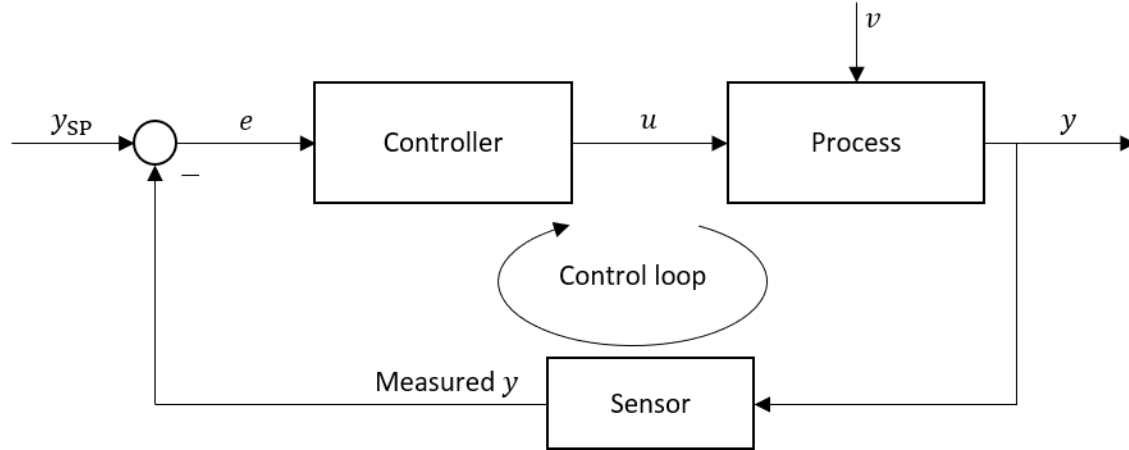 v
y_SP
e
Controller
u
Process
y
−
Control loop
Measured y
Sensor